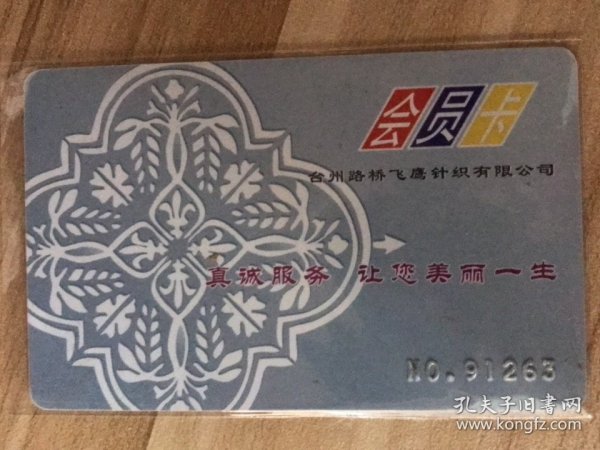 会员卡
台州路桥飞鹰针织有限公司
真诚服务 让您美丽一生
NO.91263
孔夫子旧书网
www.kongfz.com